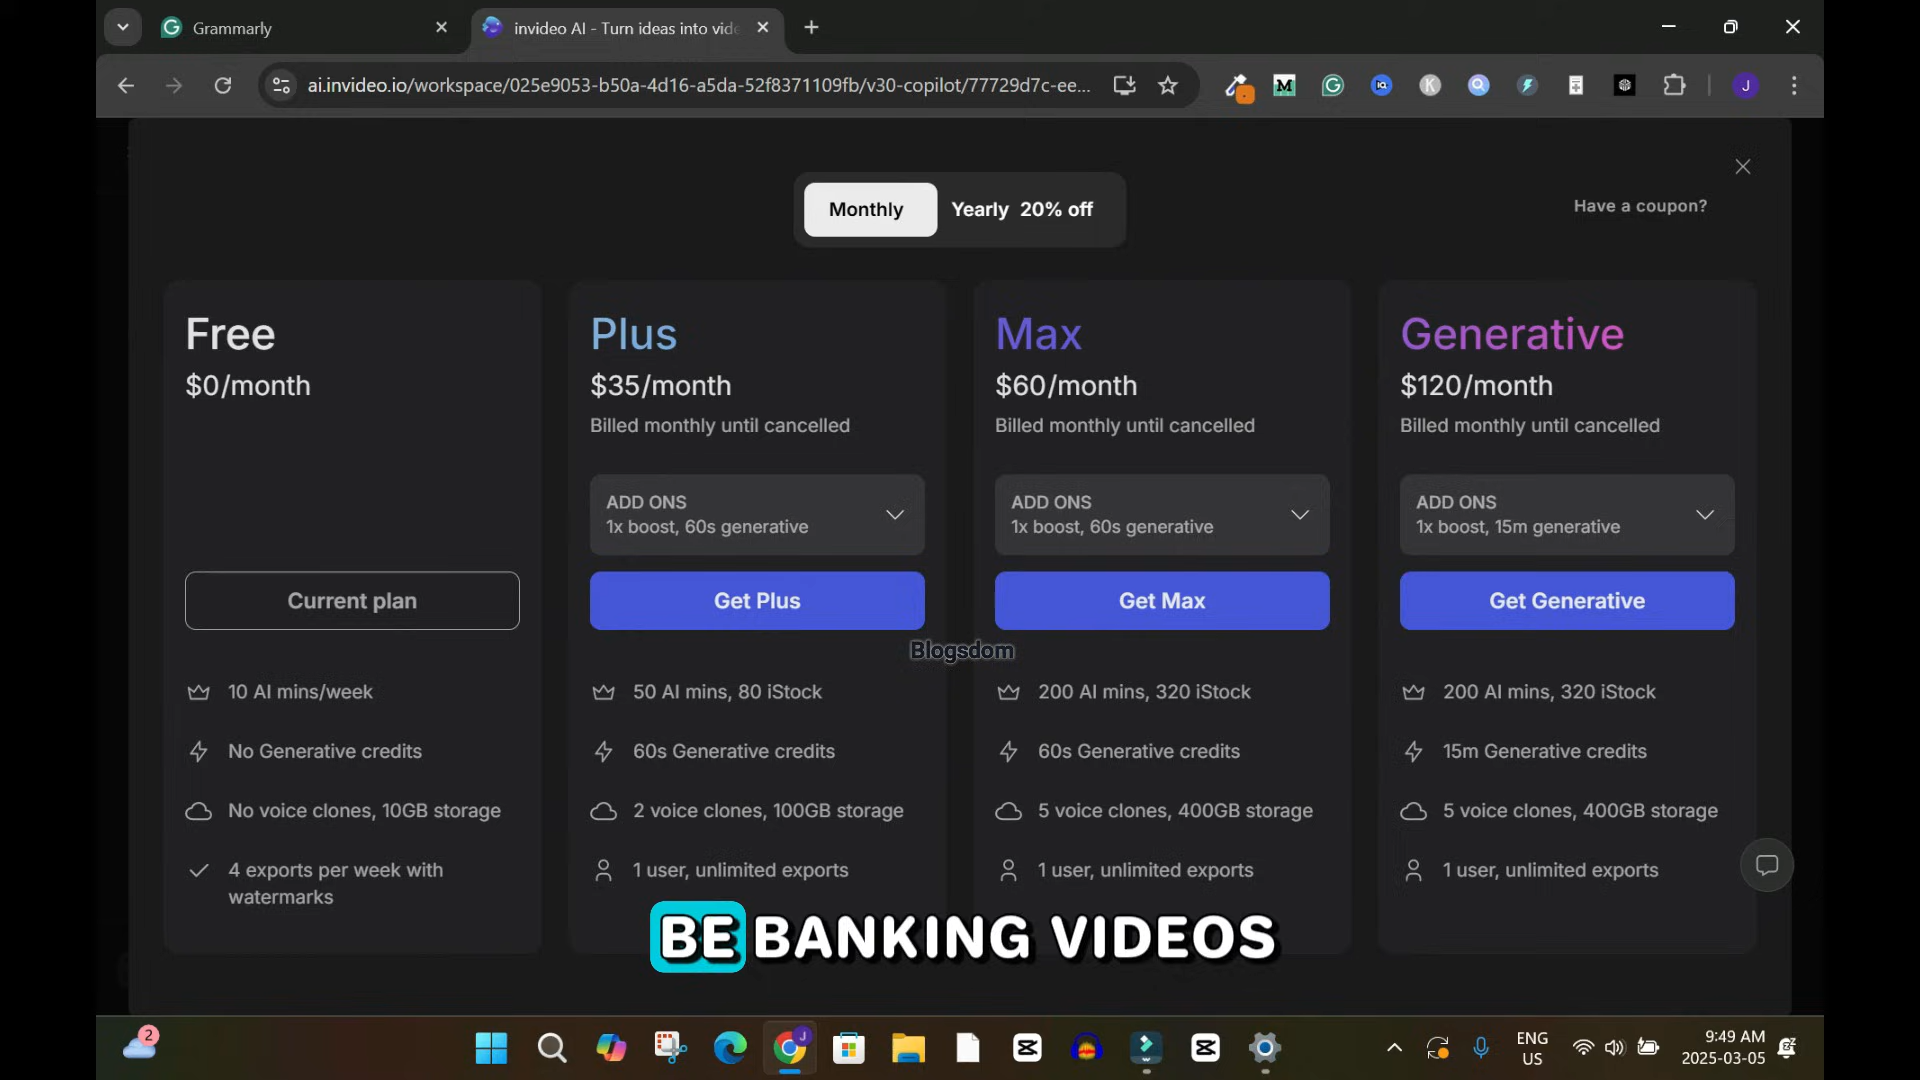 Grammarly
invideo AI - Turn ideas into vide
ai.invideo.io/workspace/025e9053-b50a-4d16-a5da-52f8371109fb/v30-copilot/77729d7c-ee...
J
Monthly
Yearly 20% off
Have a coupon?
Free
$0/month
Current plan
10 AI mins/week
No Generative credits
No voice clones, 10GB storage
4 exports per week with
watermarks
Plus
$35/month
Billed monthly until cancelled
ADD ONS
1x boost, 60s generative
Get Plus
50 AI mins, 80 iStock
60s Generative credits
2 voice clones, 100GB storage
1 user, unlimited exports
Max
$60/month
Billed monthly until cancelled
ADD ONS
1x boost, 60s generative
Get Max
200 AI mins, 320 iStock
60s Generative credits
5 voice clones, 400GB storage
1 user, unlimited exports
Generative
$120/month
Billed monthly until cancelled
ADD ONS
1x boost, 15m generative
Get Generative
200 AI mins, 320 iStock
15m Generative credits
5 voice clones, 400GB storage
1 user, unlimited exports
Blogsdom
BE BANKING VIDEOS
2
J
ENG
US
9:49 AM
2025-03-05